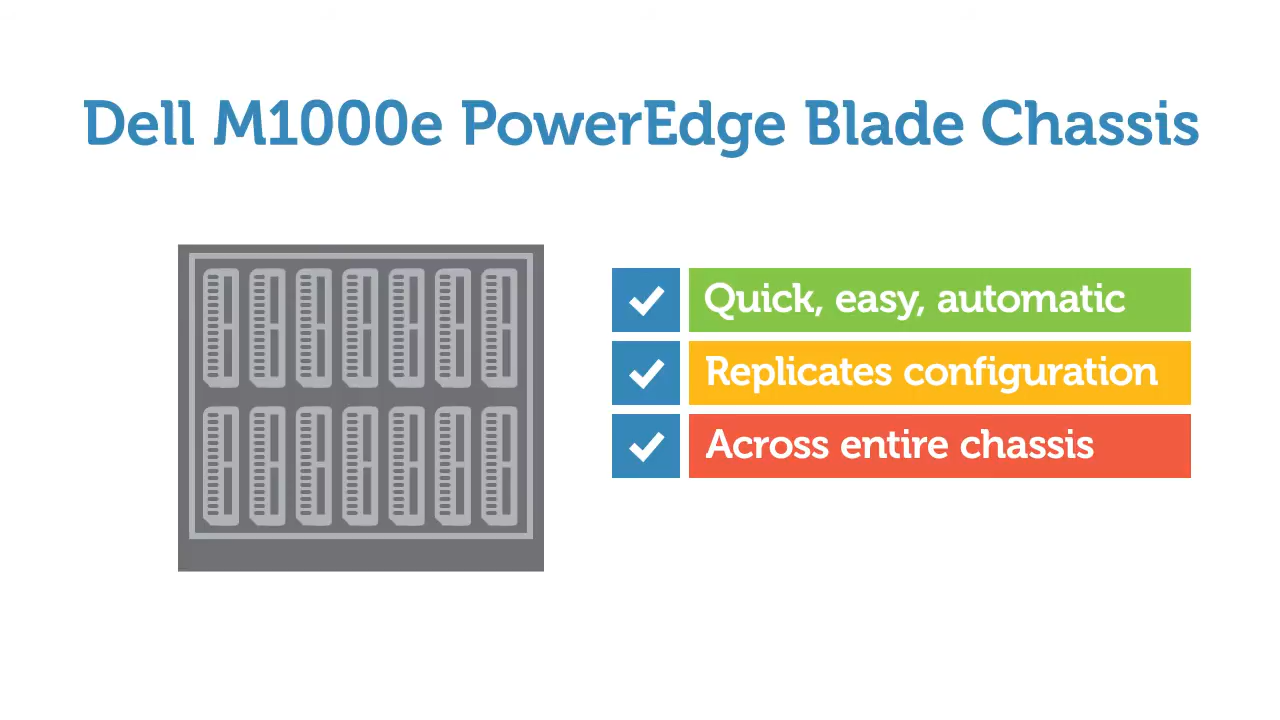 Dell M1000e PowerEdge Blade Chassis
Quick, easy, automatic
Replicates configuration
Across entire chassis